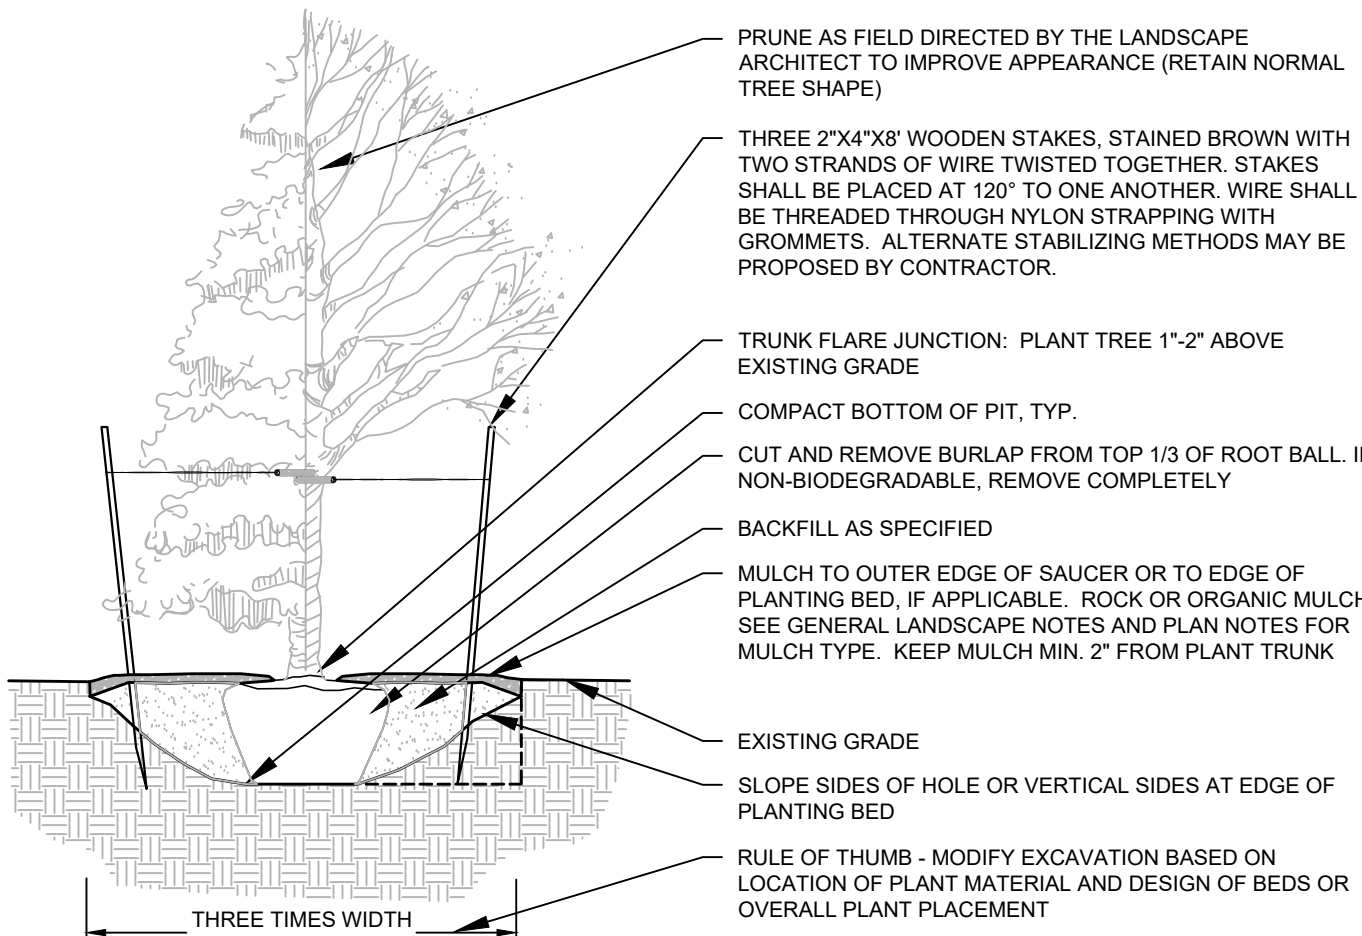 PRUNE AS FIELD DIRECTED BY THE LANDSCAPE
ARCHITECT TO IMPROVE APPEARANCE (RETAIN NORMAL
TREE SHAPE)
THREE 2"X4"X8' WOODEN STAKES, STAINED BROWN WITH
TWO STRANDS OF WIRE TWISTED TOGETHER. STAKES
SHALL BE PLACED AT 120° TO ONE ANOTHER. WIRE SHALL
BE THREADED THROUGH NYLON STRAPPING WITH
GROMMETS. ALTERNATE STABILIZING METHODS MAY BE
PROPOSED BY CONTRACTOR.
TRUNK FLARE JUNCTION: PLANT TREE 1"-2" ABOVE
EXISTING GRADE
COMPACT BOTTOM OF PIT, TYP.
CUT AND REMOVE BURLAP FROM TOP 1/3 OF ROOT BALL.
NON-BIODEGRADABLE, REMOVE COMPLETELY
BACKFILL AS SPECIFIED
MULCH TO OUTER EDGE OF SAUCER OR TO EDGE OF
PLANTING BED, IF APPLICABLE. ROCK OR ORGANIC MULCH
SEE GENERAL LANDSCAPE NOTES AND PLAN NOTES FOR
MULCH TYPE. KEEP MULCH MIN. 2" FROM PLANT TRUNK
EXISTING GRADE
SLOPE SIDES OF HOLE OR VERTICAL SIDES AT EDGE OF
PLANTING BED
RULE OF THUMB - MODIFY EXCAVATION BASED ON
LOCATION OF PLANT MATERIAL AND DESIGN OF BEDS OR
OVERALL PLANT PLACEMENT
THREE TIMES WIDTH